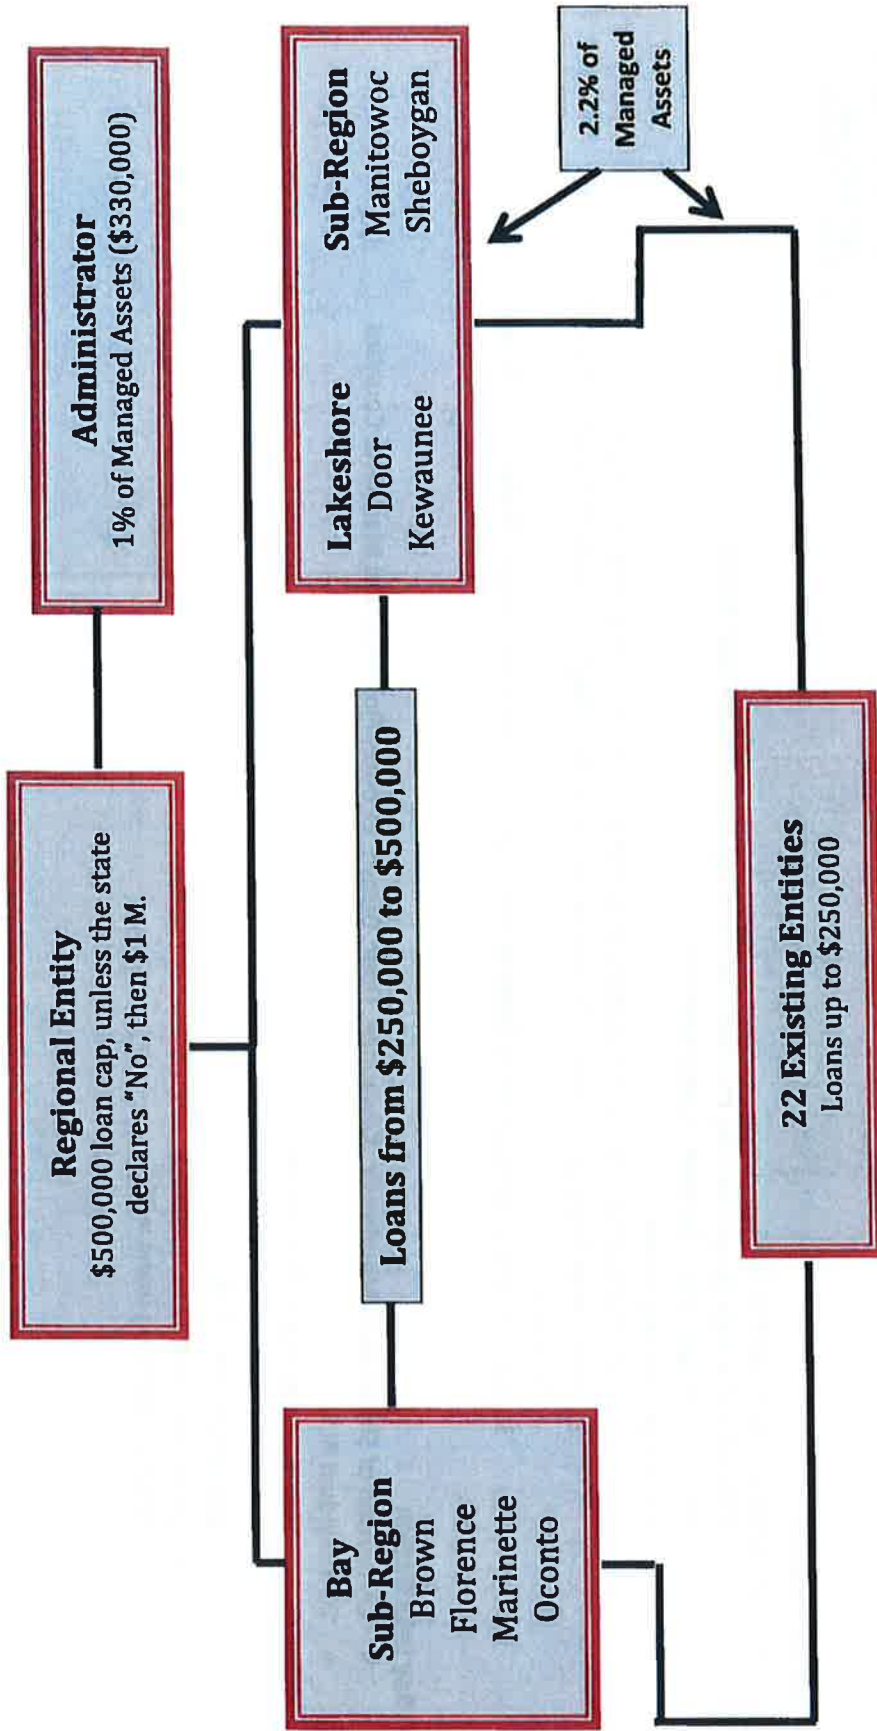 Regional Entity
$500,000 loan cap, unless the state
declares "No", then $1 M.
Administrator
1% of Managed Assets ($330,000)
Bay
Sub-Region
Brown
Florence
Marinette
Oconto
Loans from $250,000 to $500,000
Lakeshore Sub-Region
Door Manitowoc
Kewaunee Sheboygan
2.2% of
Managed
Assets
22 Existing Entities
Loans up to $250,000